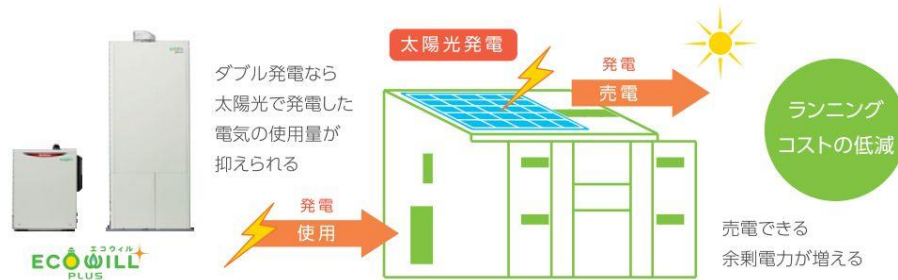 ダブル発電なら
太陽光で発電した
電気の使用量が
抑えられる
太陽光発電
発電
売電
ランニング
コストの低減
発電
使用
売電できる
余剰電力が増える
エコウィル
ECOWILL
PLUS